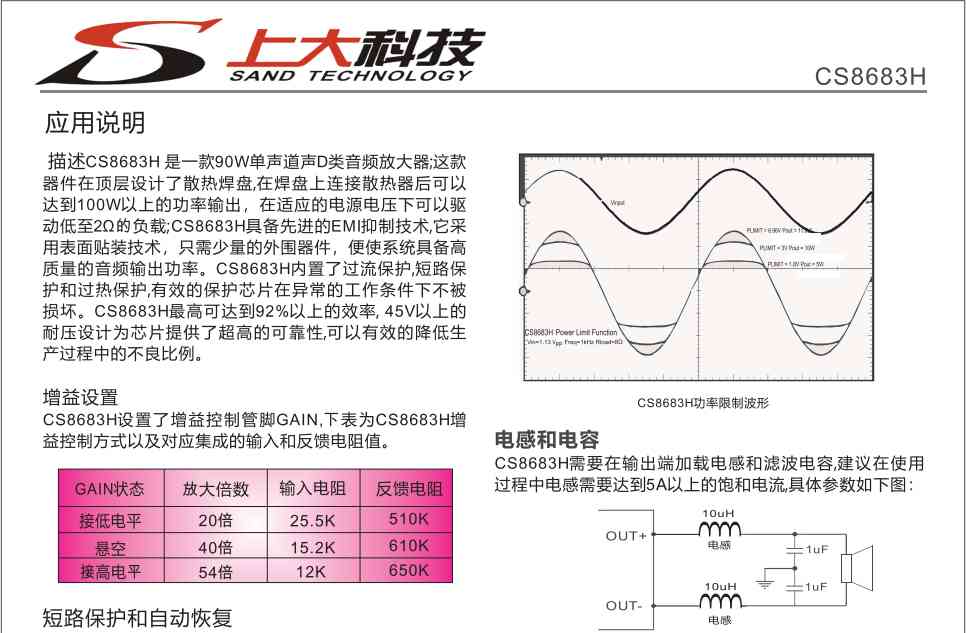 上大科技
SAND TECHNOLOGY
CS8683H
应用说明
描述CS8683H 是一款90W单声道声D类音频放大器;这款
器件在顶层设计了散热焊盘,在焊盘上连接散热器后可以
达到100W以上的功率输出，在适应的电源电压下可以驱
动低至2Ω的负载;CS8683H具备先进的EMI抑制技术,它采
用表面贴装技术，只需少量的外围器件，便使系统具备高
质量的音频输出功率。CS8683H内置了过流保护,短路保
护和过热保护,有效的保护芯片在异常的工作条件下不被
损坏。CS8683H最高可达到92%以上的效率, 45V以上的
耐压设计为芯片提供了超高的可靠性,可以有效的降低生
产过程中的不良比例。
增益设置
CS8683H设置了增益控制管脚GAIN,下表为CS8683H增
益控制方式以及对应集成的输入和反馈电阻值。
GAIN状态 放大倍数 输入电阻 反馈电阻
接低电平 20倍 25.5K 510K
悬空 40倍 15.2K 610K
接高电平 54倍 12K 650K
短路保护和自动恢复
Vinput
PLIMIT = 6.96V Pout =
PLIMIT = 3V Pout = 10W
PLIMIT = 1.8V Pout = 5W
CS8683H Power Limit Function
Vin=1.13 Vpp Freq=1kHz Rload=8Ω
CS8683H功率限制波形
电感和电容
CS8683H需要在输出端加载电感和滤波电容,建议在使用
过程中电感需要达到5A以上的饱和电流,具体参数如下图：
10uH
OUT+
电感
1uF
10uH
1uF
OUT-
电感